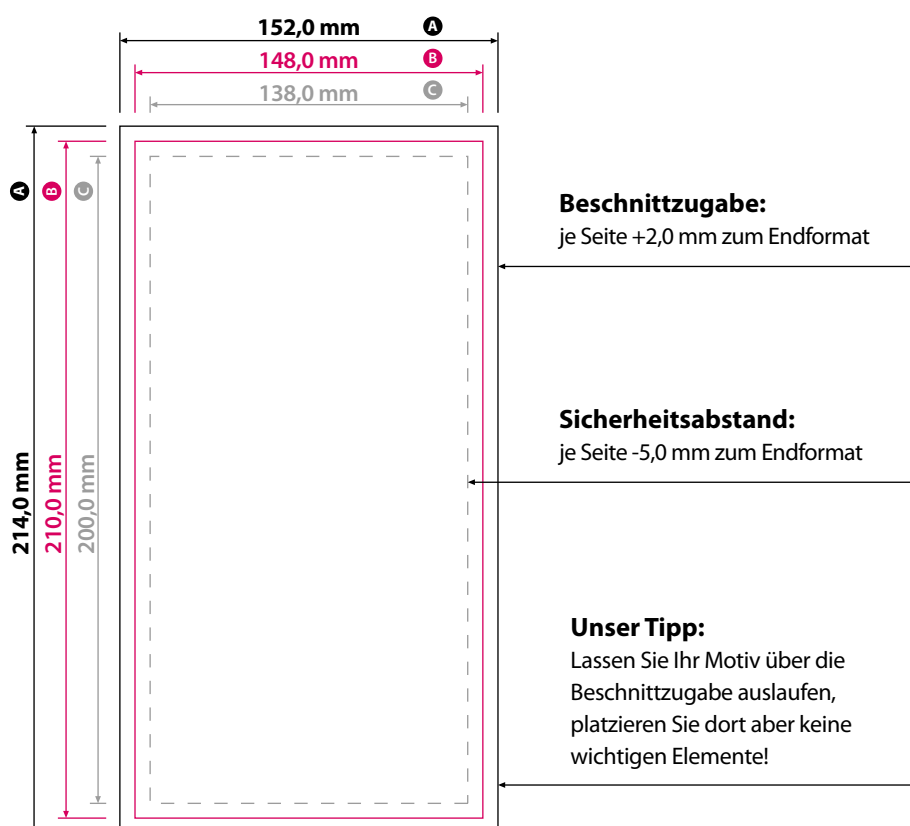 152,0 mm A
148,0 mm B
138,0 mm C
A
B
C
214,0 mm
210,0 mm
200,0 mm
Beschnittzugabe:
je Seite +2,0 mm zum Endformat
Sicherheitsabstand:
je Seite -5,0 mm zum Endformat
Unser Tipp:
Lassen Sie Ihr Motiv über die
Beschnittzugabe auslaufen,
platzieren Sie dort aber keine
wichtigen Elemente!